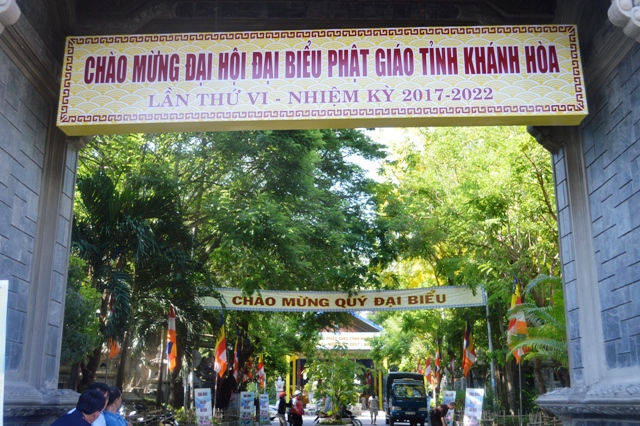 CHÀO MỪNG ĐẠI HỘI ĐẠI BIỂU PHẬT GIÁO TỈNH KHÁNH HÒA
LẦN THỨ VI - NHIỆM KỲ 2017-2022
CHÀO MỪNG QUÝ ĐẠI BIỂU